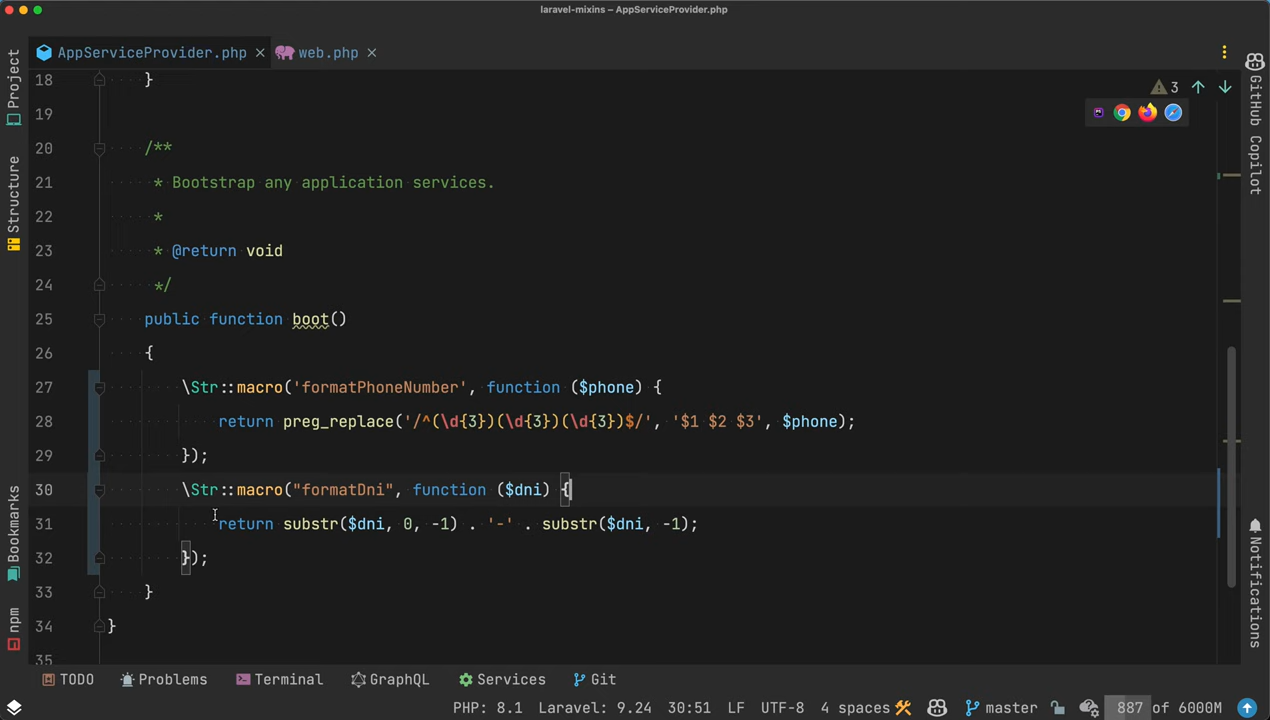 laravel-mixins – AppServiceProvider.php
AppServiceProvider.php × web.php ×
Project
Structure
Bookmarks
npm
3
GitHub Copilot
Notifications
18 }
19
20 /**
21 * Bootstrap any application services.
22 *
23 * @return void
24 */
25 public function boot()
26 {
27 \Str::macro('formatPhoneNumber', function ($phone) {
28 return preg_replace('/^(\d{3})(\d{3})(\d{3})$/', '$1 $2 $3', $phone);
29 });
30 \Str::macro("formatDni", function ($dni) {
31 return substr($dni, 0, -1) . '-' . substr($dni, -1);
32 });
33 }
34 }
35
TODO Problems Terminal GraphQL Services Git
PHP: 8.1 Laravel: 9.24 30:51 LF UTF-8 4 spaces master 887 of 6000M